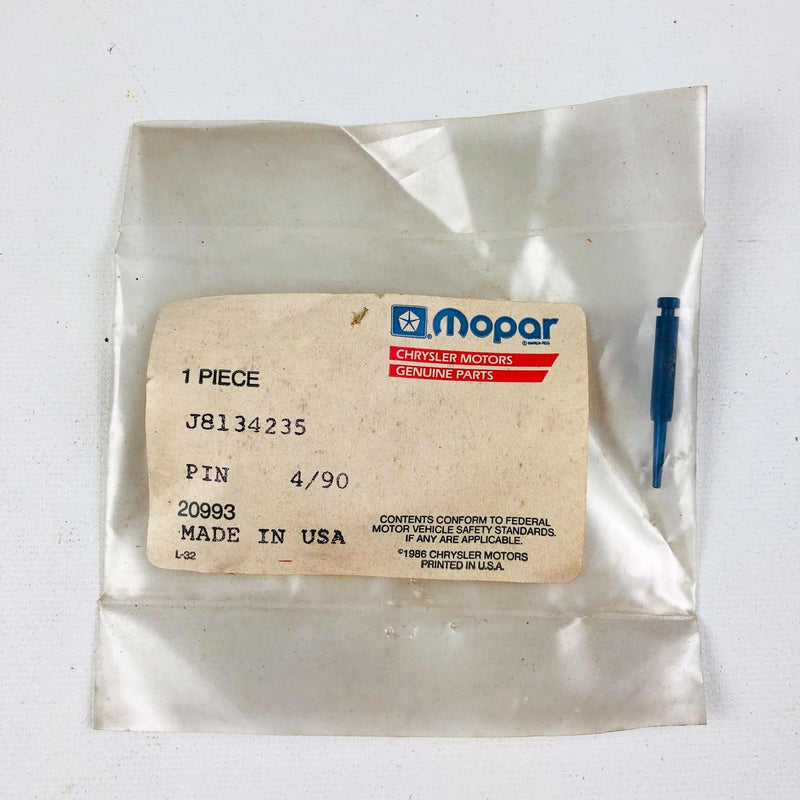 Mopar
CHRYSLER MOTORS
GENUINE PARTS
1 PIECE
J8134235
PIN 4/90
20993
MADE IN USA
L-32
CONTENTS CONFORM TO FEDERAL
MOTOR VEHICLE SAFETY STANDARDS.
IF ANY ARE APPLICABLE.
©1986 CHRYSLER MOTORS
PRINTED IN U.S.A.